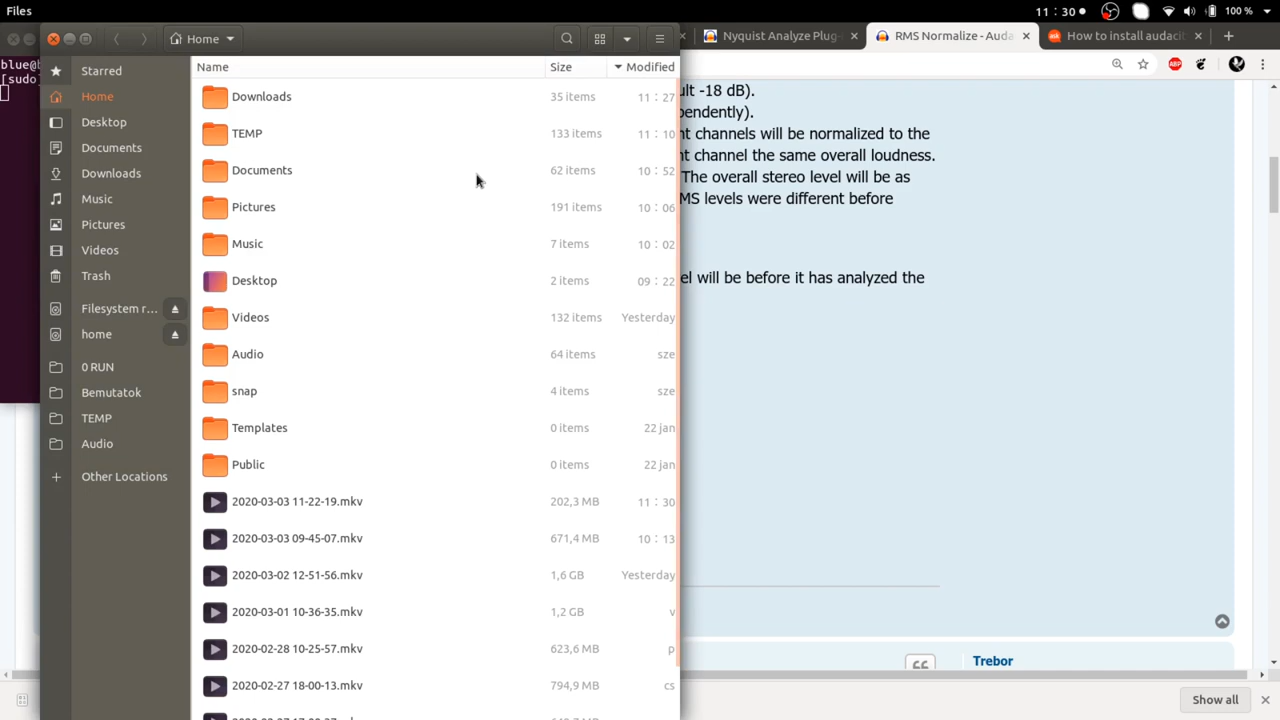 Files
11:30
100 %
Home
Nyquist Analyze Plug-
RMS Normalize - Auda
How to install audacit
blue@b
[sudo]
Starred
Home
Desktop
Documents
Downloads
Music
Pictures
Videos
Trash
Filesystem r…
home
0 RUN
Bemutatok
TEMP
Audio
Other Locations
Name Size Modified
Downloads 35 items 11:27
TEMP 133 items 11:10
Documents 62 items 10:52
Pictures 191 items 10:06
Music 7 items 10:02
Desktop 2 items 09:22
Videos 132 items Yesterday
Audio 64 items sze
snap 4 items sze
Templates 0 items 22 jan
Public 0 items 22 jan
2020-03-03 11-22-19.mkv 202,3 MB 11:30
2020-03-03 09-45-07.mkv 671,4 MB 10:13
2020-03-02 12-51-56.mkv 1,6 GB Yesterday
2020-03-01 10-36-35.mkv 1,2 GB v
2020-02-28 10-25-57.mkv 623,6 MB p
2020-02-27 18-00-13.mkv 794,9 MB cs
ult -18 dB).
pendently).
nt channels will be normalized to the
nt channel the same overall loudness.
The overall stereo level will be as
MS levels were different before
el will be before it has analyzed the
Trebor
ABP
Show all